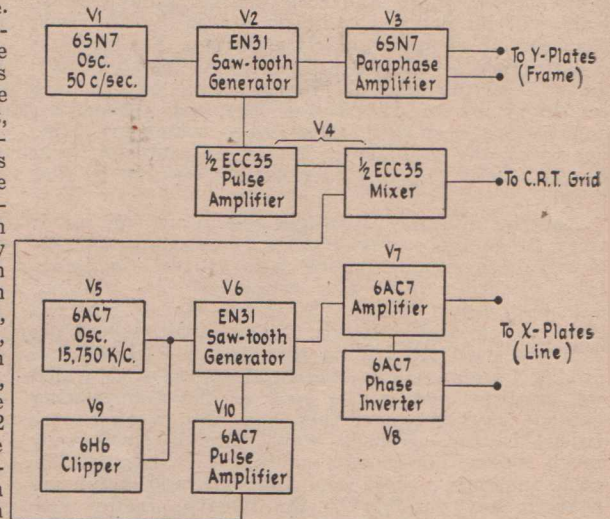 V1
6SN7
Osc.
50 c/sec.
V2
EN31
Saw-tooth
Generator
V3
6SN7
Paraphase
Amplifier
To Y-Plates
(Frame)
V4
½ ECC35
Pulse
Amplifier
½ ECC35
Mixer
To C.R.T. Grid
V5
6AC7
Osc.
15,750 K/C.
V6
EN31
Saw-tooth
Generator
V7
6AC7
Amplifier
To X-Plates
(Line)
6AC7
Phase
Inverter
V8
V9
6H6
Clipper
V10
6AC7
Pulse
Amplifier